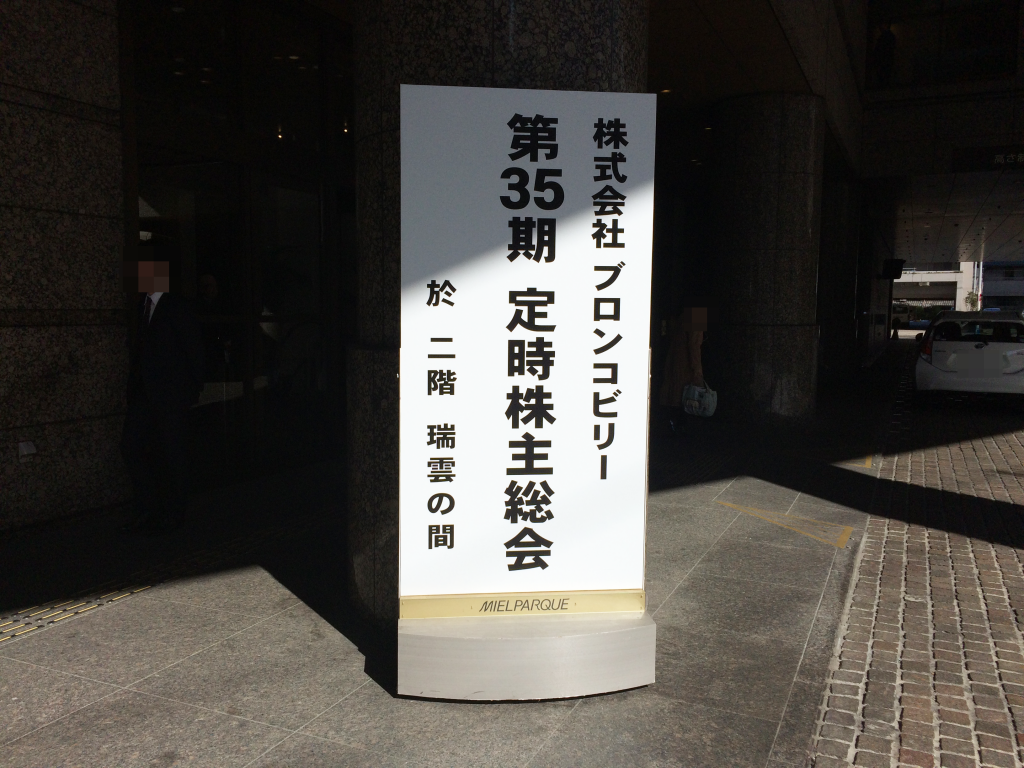 株式会社 ブロンコビリー
第35期 定時株主総会
於 二階 瑞雲の間
MIELPARQUE